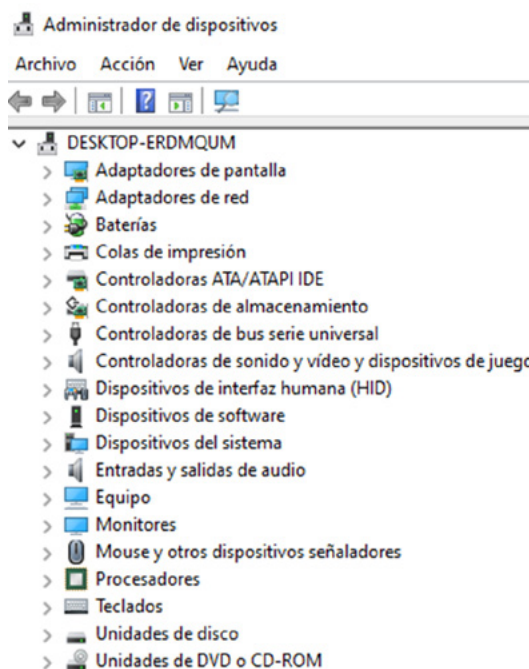 Administrador de dispositivos
Archivo Acción Ver Ayuda
DESKTOP-ERDMQUM
Adaptadores de pantalla
Adaptadores de red
Baterías
Colas de impresión
Controladoras ATA/ATAPI IDE
Controladoras de almacenamiento
Controladoras de bus serie universal
Controladoras de sonido y vídeo y dispositivos de juego
Dispositivos de interfaz humana (HID)
Dispositivos de software
Dispositivos del sistema
Entradas y salidas de audio
Equipo
Monitores
Mouse y otros dispositivos señaladores
Procesadores
Teclados
Unidades de disco
Unidades de DVD o CD-ROM